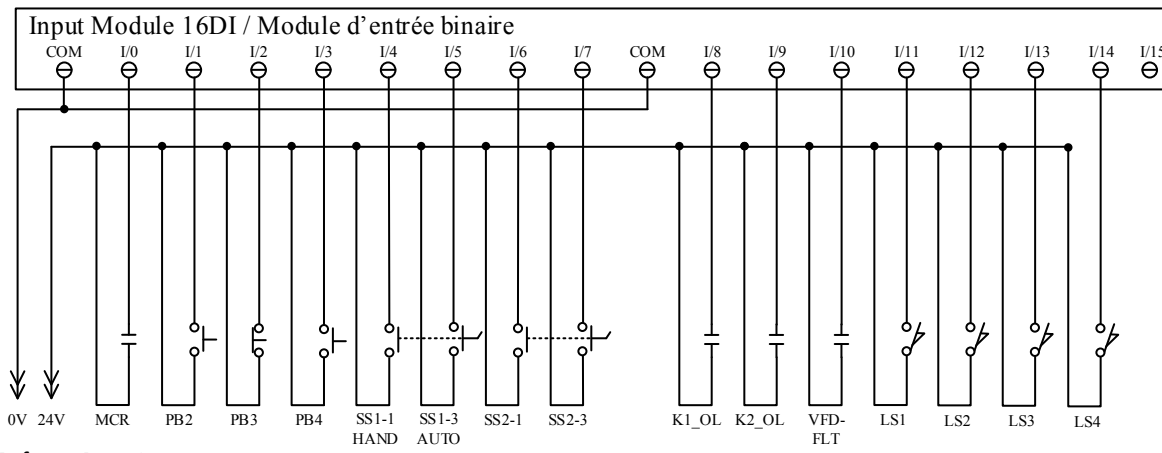 Input Module 16DI / Module d'entrée binaire
COM I/0 I/1 I/2 I/3 I/4 I/5 I/6 I/7 COM I/8 I/9 I/10 I/11 I/12 I/13 I/14 I/15
0V 24V MCR PB2 PB3 PB4 SS1-1 SS1-3 SS2-1 SS2-3 K1_OL K2_OL VFD- LS1 LS2 LS3 LS4
HAND AUTO FLT